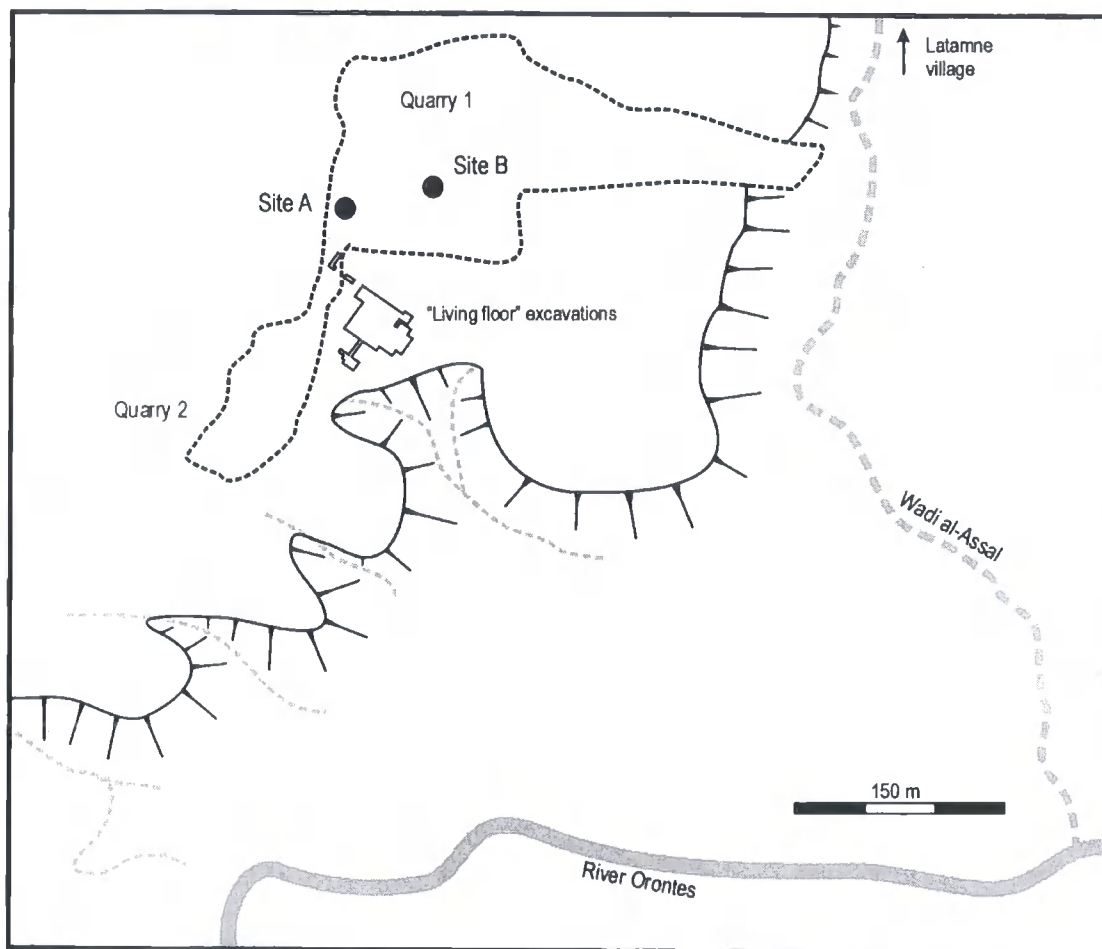 Latamne
village
Quarry 1
Site B
Site A
"Living floor" excavations
Quarry 2
Wadi al-Assal
150 m
River Orontes